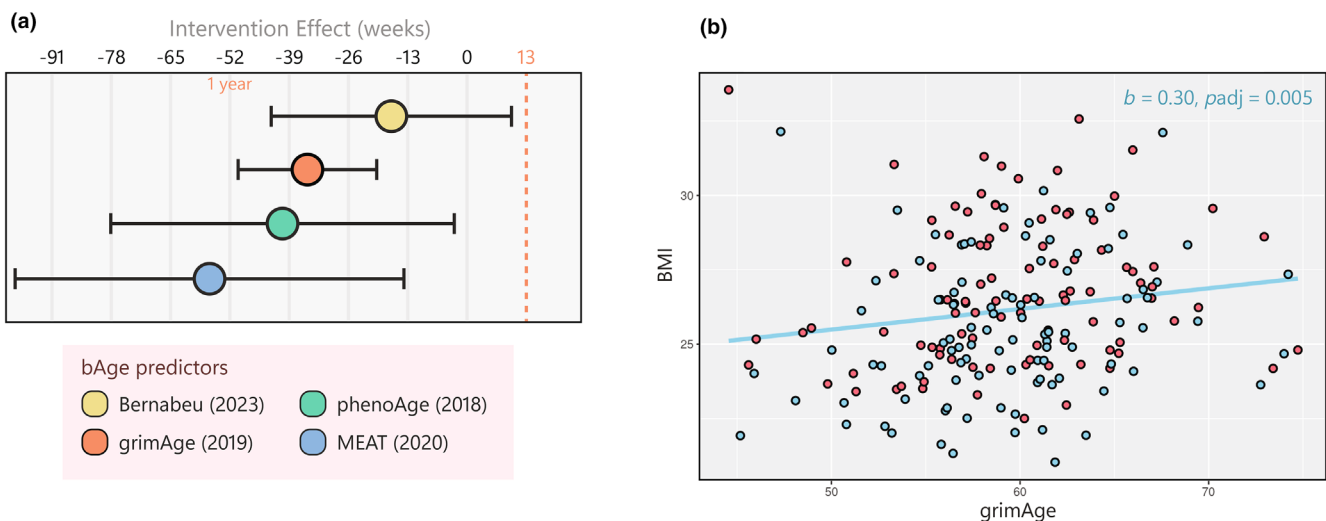 (a)
Intervention Effect (weeks)
-91 -78 -65 -52 -39 -26 -13 0 13
1 year
bAge predictors
Bernabeu (2023) phenoAge (2018)
grimAge (2019) MEAT (2020)
(b)
b = 0.30, padj = 0.005
BMI
30
25
50 60 70
grimAge